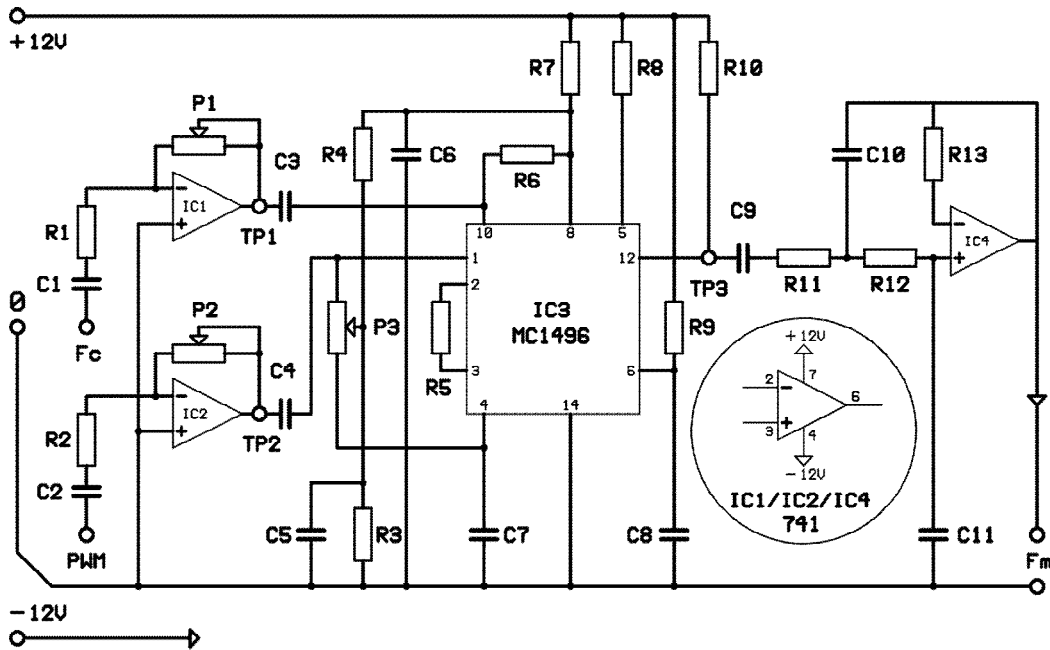 +12V
P1
R1
C1
Fc
IC1
-
+
TP1
C3
0
P2
R2
C2
PWM
IC2
-
+
TP2
C4
R4
C6
R7
R8
R10
R6
10
8
5
1
12
2
IC3
MC1496
3
6
4
14
P3
R5
C5
R3
C7
C8
R9
TP3
C9
R11
C10
R12
R13
IC4
-
+
C11
Fm
+12V
7
2
-
6
+
3
4
-12V
IC1/IC2/IC4
741
-12V